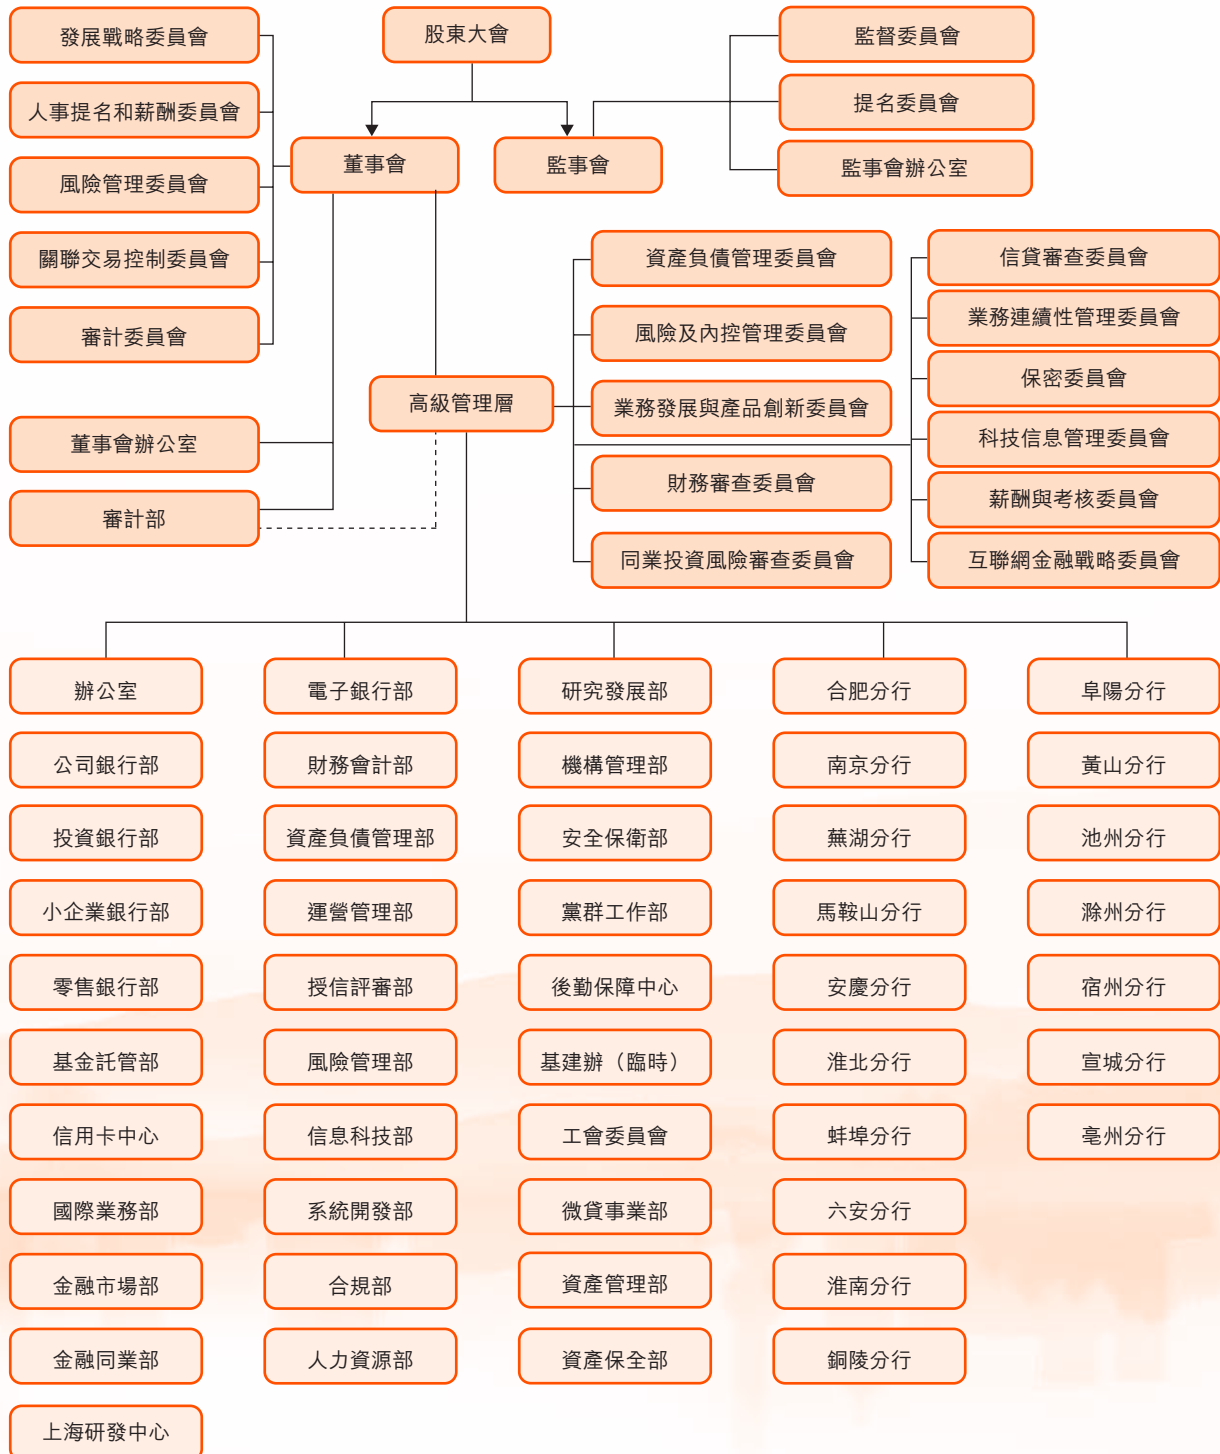 股東大會
董事會
監事會
發展戰略委員會
人事提名和薪酬委員會
風險管理委員會
關聯交易控制委員會
審計委員會
董事會辦公室
審計部
監督委員會
提名委員會
監事會辦公室
高級管理層
資產負債管理委員會
風險及內控管理委員會
業務發展與產品創新委員會
財務審查委員會
同業投資風險審查委員會
信貸審查委員會
業務連續性管理委員會
保密委員會
科技信息管理委員會
薪酬與考核委員會
互聯網金融戰略委員會
辦公室
公司銀行部
投資銀行部
小企業銀行部
零售銀行部
基金託管部
信用卡中心
國際業務部
金融市場部
金融同業部
上海研發中心
電子銀行部
財務會計部
資產負債管理部
運營管理部
授信評審部
風險管理部
信息科技部
系統開發部
合規部
人力資源部
研究發展部
機構管理部
安全保衛部
黨群工作部
後勤保障中心
基建辦（臨時）
工會委員會
微貸事業部
資產管理部
資產保全部
合肥分行
南京分行
蕪湖分行
馬鞍山分行
安慶分行
淮北分行
蚌埠分行
六安分行
淮南分行
銅陵分行
阜陽分行
黃山分行
池州分行
滁州分行
宿州分行
宣城分行
亳州分行